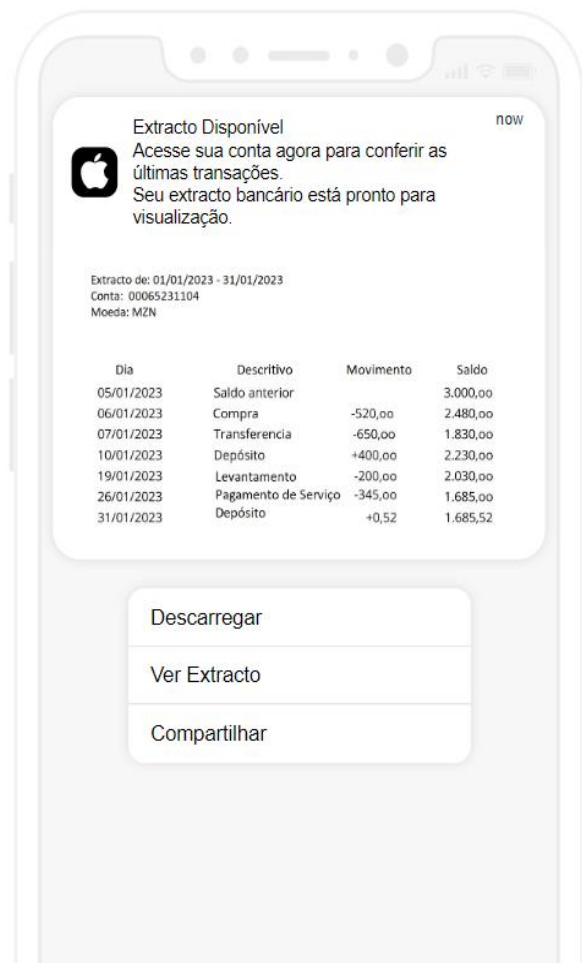 now
Extracto Disponível
Acesse sua conta agora para conferir as
últimas transações.
Seu extracto bancário está pronto para
visualização.
Extracto de: 01/01/2023 - 31/01/2023
Conta: 00065231104
Moeda: MZN
Dia Descritivo Movimento Saldo
05/01/2023 Saldo anterior 3.000,oo
06/01/2023 Compra -520,oo 2.480,oo
07/01/2023 Transferencia -650,oo 1.830,oo
10/01/2023 Depósito +400,oo 2.230,oo
19/01/2023 Levantamento -200,oo 2.030,oo
26/01/2023 Pagamento de Serviço -345,oo 1.685,oo
31/01/2023 Depósito +0,52 1.685,52
Descarregar
Ver Extracto
Compartilhar